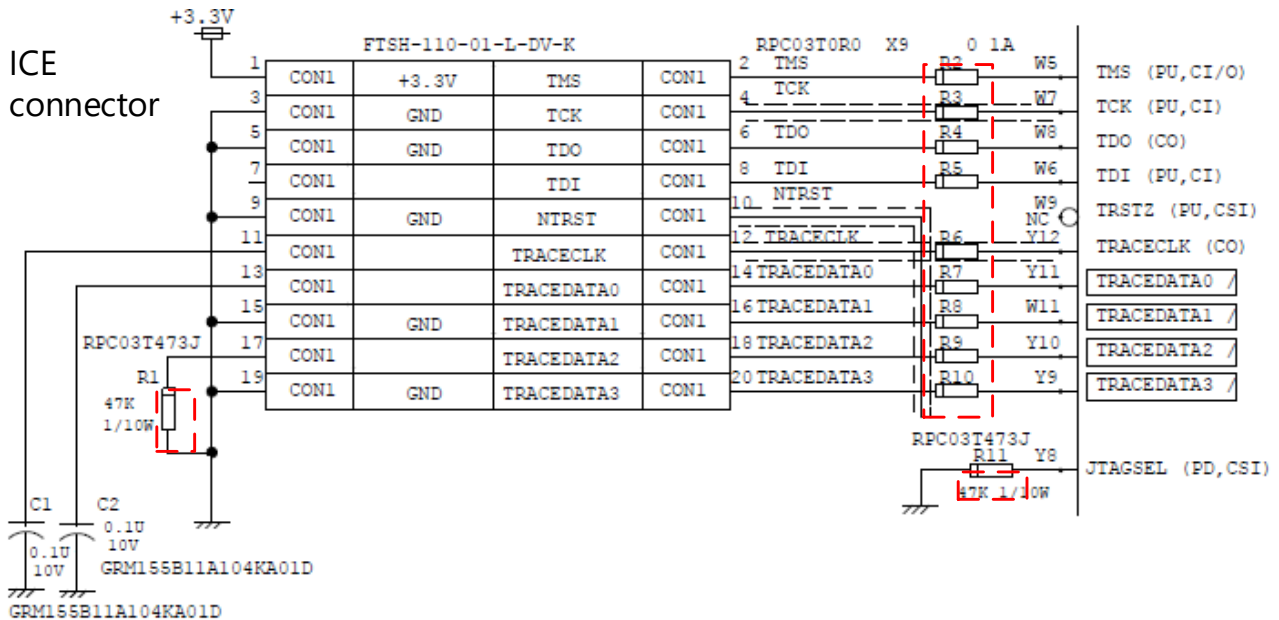 +3.3V
ICE
connector
FTSH-110-01-L-DV-K
RPC03T0R0 X9 0 1A
1 CON1 +3.3V TMS CON1 2 TMS R2 W5 TMS (PU,CI/O)
3 CON1 GND TCK CON1 4 TCK R3 W7 TCK (PU,CI)
5 CON1 GND TDO CON1 6 TDO R4 W8 TDO (CO)
7 CON1 TDI CON1 8 TDI R5 W6 TDI (PU,CI)
9 CON1 GND NTRST CON1 10 NTRST W9 NC TRSTZ (PU,CSI)
11 CON1 TRACECLK CON1 12 TRACECLK R6 Y12 TRACECLK (CO)
13 CON1 TRACEDATA0 CON1 14 TRACEDATA0 R7 Y11 TRACEDATA0 /
15 CON1 GND TRACEDATA1 CON1 16 TRACEDATA1 R8 W11 TRACEDATA1 /
17 CON1 TRACEDATA2 CON1 18 TRACEDATA2 R9 Y10 TRACEDATA2 /
19 CON1 GND TRACEDATA3 CON1 20 TRACEDATA3 R10 Y9 TRACEDATA3 /
RPC03T473J
R1
47K
1/10W
RPC03T473J
R11 Y8 JTAGSEL (PD,CSI)
47K 1/10W
C1
0.1U
10V
GRM155B11A104KA01D
C2
0.1U
10V
GRM155B11A104KA01D